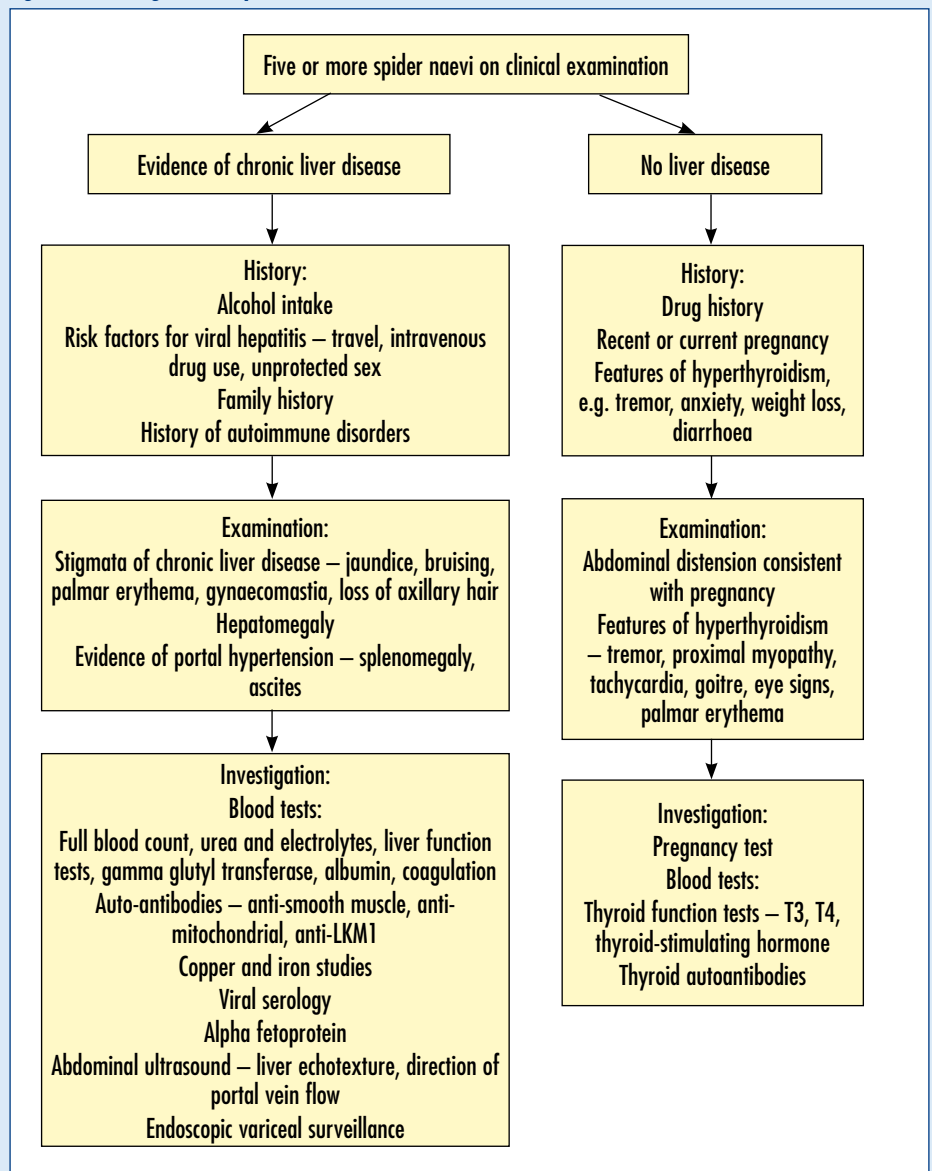 Five or more spider naevi on clinical examination
Evidence of chronic liver disease
History:
Alcohol intake
Risk factors for viral hepatitis – travel, intravenous
drug use, unprotected sex
Family history
History of autoimmune disorders
Examination:
Stigmata of chronic liver disease – jaundice, bruising,
palmar erythema, gynaecomastia, loss of axillary hair
Hepatomegaly
Evidence of portal hypertension – splenomegaly,
ascites
Investigation:
Blood tests:
Full blood count, urea and electrolytes, liver function
tests, gamma glutyl transferase, albumin, coagulation
Auto-antibodies – anti-smooth muscle, anti-
mitochondrial, anti-LKM1
Copper and iron studies
Viral serology
Alpha fetoprotein
Abdominal ultrasound – liver echotexture, direction of
portal vein flow
Endoscopic variceal surveillance
No liver disease
History:
Drug history
Recent or current pregnancy
Features of hyperthyroidism,
e.g. tremor, anxiety, weight loss,
diarrhoea
Examination:
Abdominal distension consistent
with pregnancy
Features of hyperthyroidism
– tremor, proximal myopathy,
tachycardia, goitre, eye signs,
palmar erythema
Investigation:
Pregnancy test
Blood tests:
Thyroid function tests – T3, T4,
thyroid-stimulating hormone
Thyroid autoantibodies